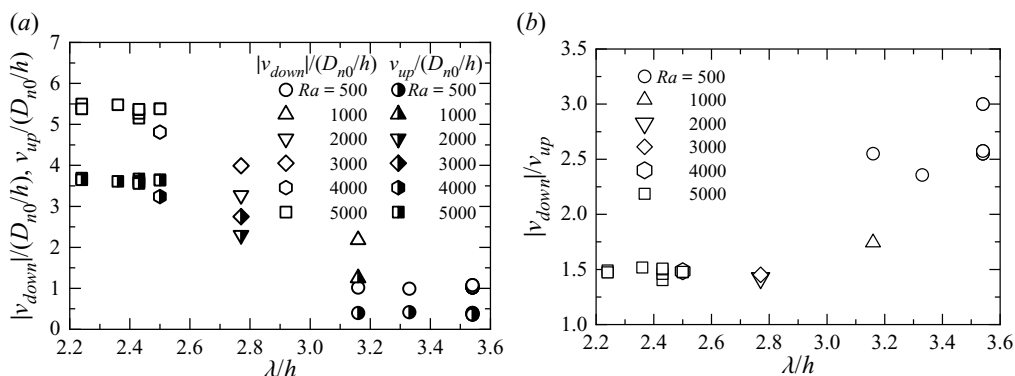 (a)
|v_down|/(D_n0/h), v_up/(D_n0/h)
7
6
5
4
3
2
1
0
|v_down|/(D_n0/h) v_up/(D_n0/h)
Ra = 500 Ra = 500
1000 1000
2000 2000
3000 3000
4000 4000
5000 5000
2.2 2.4 2.6 2.8 3.0 3.2 3.4 3.6
λ/h
(b)
|v_down|/v_up
3.5
3.0
2.5
2.0
1.5
1.0
Ra = 500
1000
2000
3000
4000
5000
2.2 2.4 2.6 2.8 3.0 3.2 3.4 3.6
λ/h